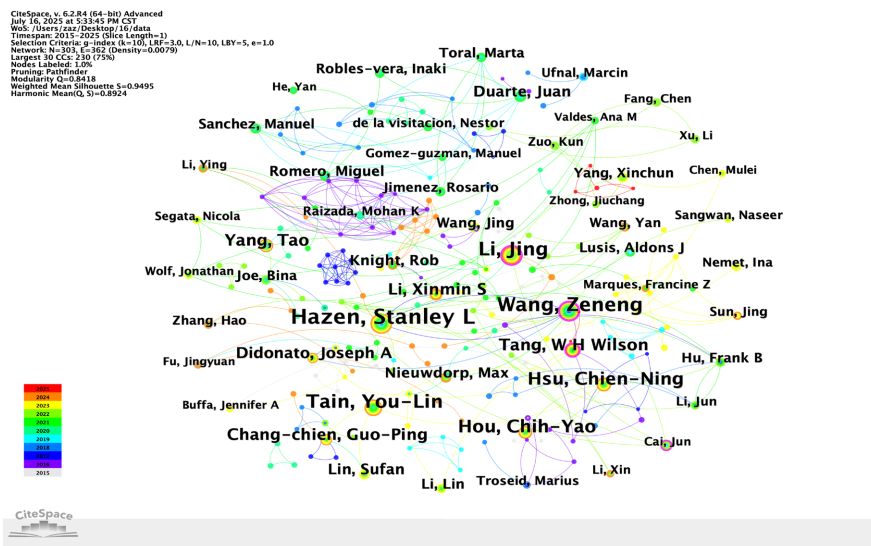 CiteSpace, v. 6.2.R4 (64-bit) Advanced
July 16, 2025 at 5:33:45 PM CST
WoS: /Users/zaz/Desktop/16/data
Timespan: 2015-2025 (Slice Length=1)
Selection Criteria: g-index (k=10), LRF=3.0, L/N=10, LBY=5, e=1.0
Network: N=303, E=362 (Density=0.0079)
Largest 30 CCs: 230 (75%)
Nodes Labeled: 1.0%
Pruning: Pathfinder
Modularity Q=0.8418
Weighted Mean Silhouette S=0.9495
Harmonic Mean(Q, S)=0.8924
Toral, Marta
Robles-vera, Inaki
Ufnal, Marcin
He, Yan
Duarte, Juan
Fang, Chen
Valdes, Ana M
Sanchez, Manuel
de la visitacion, Nestor
Xu, Li
Zuo, Kun
Gomez-guzman, Manuel
Li, Ying
Romero, Miguel
Yang, Xinchun
Chen, Mulei
Jimenez, Rosario
Zhong, Jiuchang
Raizada, Mohan K
Segata, Nicola
Wang, Jing
Wang, Yan
Sangwan, Naseer
Yang, Tao
Li, Jing
Lusis, Aldons J
Knight, Rob
Nemet, Ina
Wolf, Jonathan
Joe, Bina
Li, Xinmin S
Marques, Francine Z
Wang, Zeneng
Hazen, Stanley L
Sun, Jing
Zhang, Hao
Tang, W H Wilson
Didonato, Joseph A
Hu, Frank B
Fu, Jingyuan
Nieuwdorp, Max
Hsu, Chien-Ning
Tain, You-Lin
Buffa, Jennifer A
Li, Jun
Hou, Chih-Yao
Chang-chien, Guo-Ping
Cai, Jun
Lin, Sufan
Li, Xin
Li, Lin
Troseid, Marius
2025
2024
2023
2022
2021
2020
2019
2018
2017
2016
2015
CiteSpace